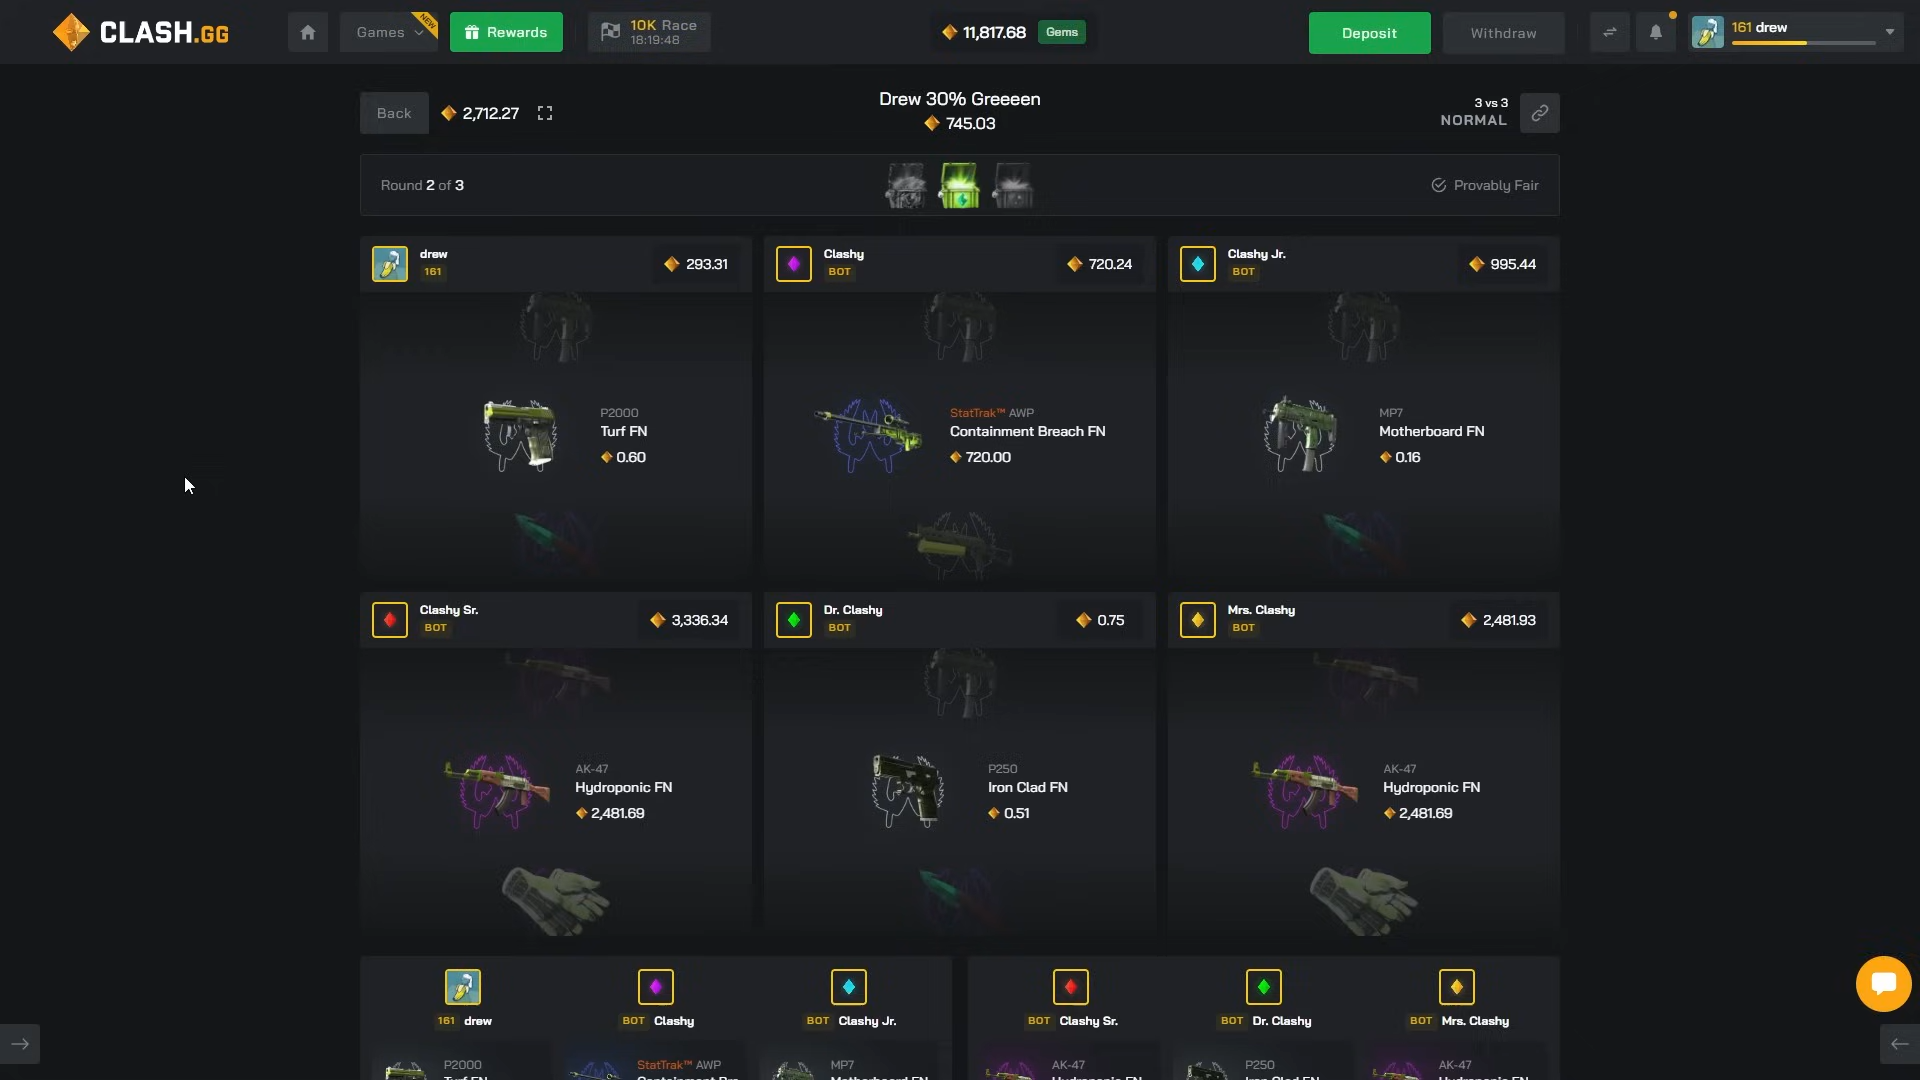 CLASH.GG
Games
NEW
Rewards
10K Race
18:19:48
11,817.68 Gems
Deposit
Withdraw
161 drew
Back
2,712.27
Drew 30% Greeeen
745.03
3 vs 3
NORMAL
Round 2 of 3
Provably Fair
drew
161
293.31
Clashy
BOT
720.24
Clashy Jr.
BOT
995.44
P2000
Turf FN
0.60
StatTrak™ AWP
Containment Breach FN
720.00
MP7
Motherboard FN
0.16
Clashy Sr.
BOT
3,336.34
Dr. Clashy
BOT
0.75
Mrs. Clashy
BOT
2,481.93
AK-47
Hydroponic FN
2,481.69
P250
Iron Clad FN
0.51
AK-47
Hydroponic FN
2,481.69
161 drew
BOT Clashy
BOT Clashy Jr.
BOT Clashy Sr.
BOT Dr. Clashy
BOT Mrs. Clashy
P2000
StatTrak™ AWP
MP7
AK-47
P250
AK-47